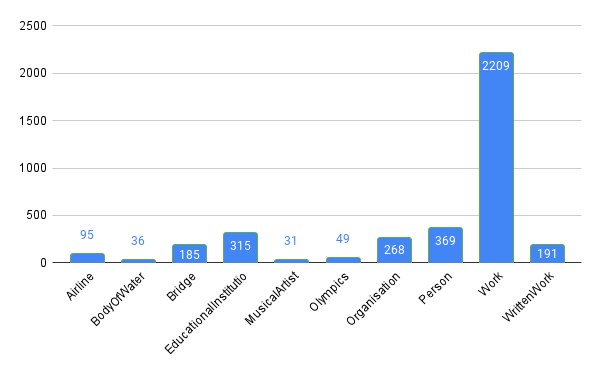 2500
2000
1500
1000
500
0
95
36
185
315
31
49
268
369
2209
191
Airline
BodyOfWater
Bridge
EducationalInstitutio
MusicalArtist
Olympics
Organisation
Person
Work
WrittenWork